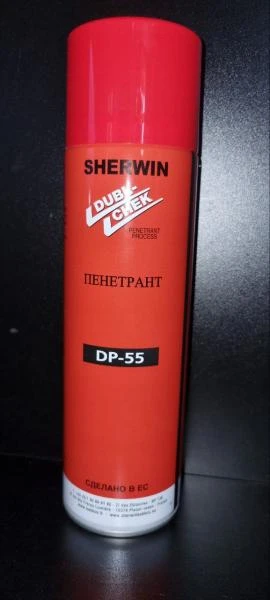 SHERWIN
DUBL-
CHEK
PENETRANT
PROCESS
ПЕНЕТРАНТ
DP-55
СДЕЛАНО В ЕС